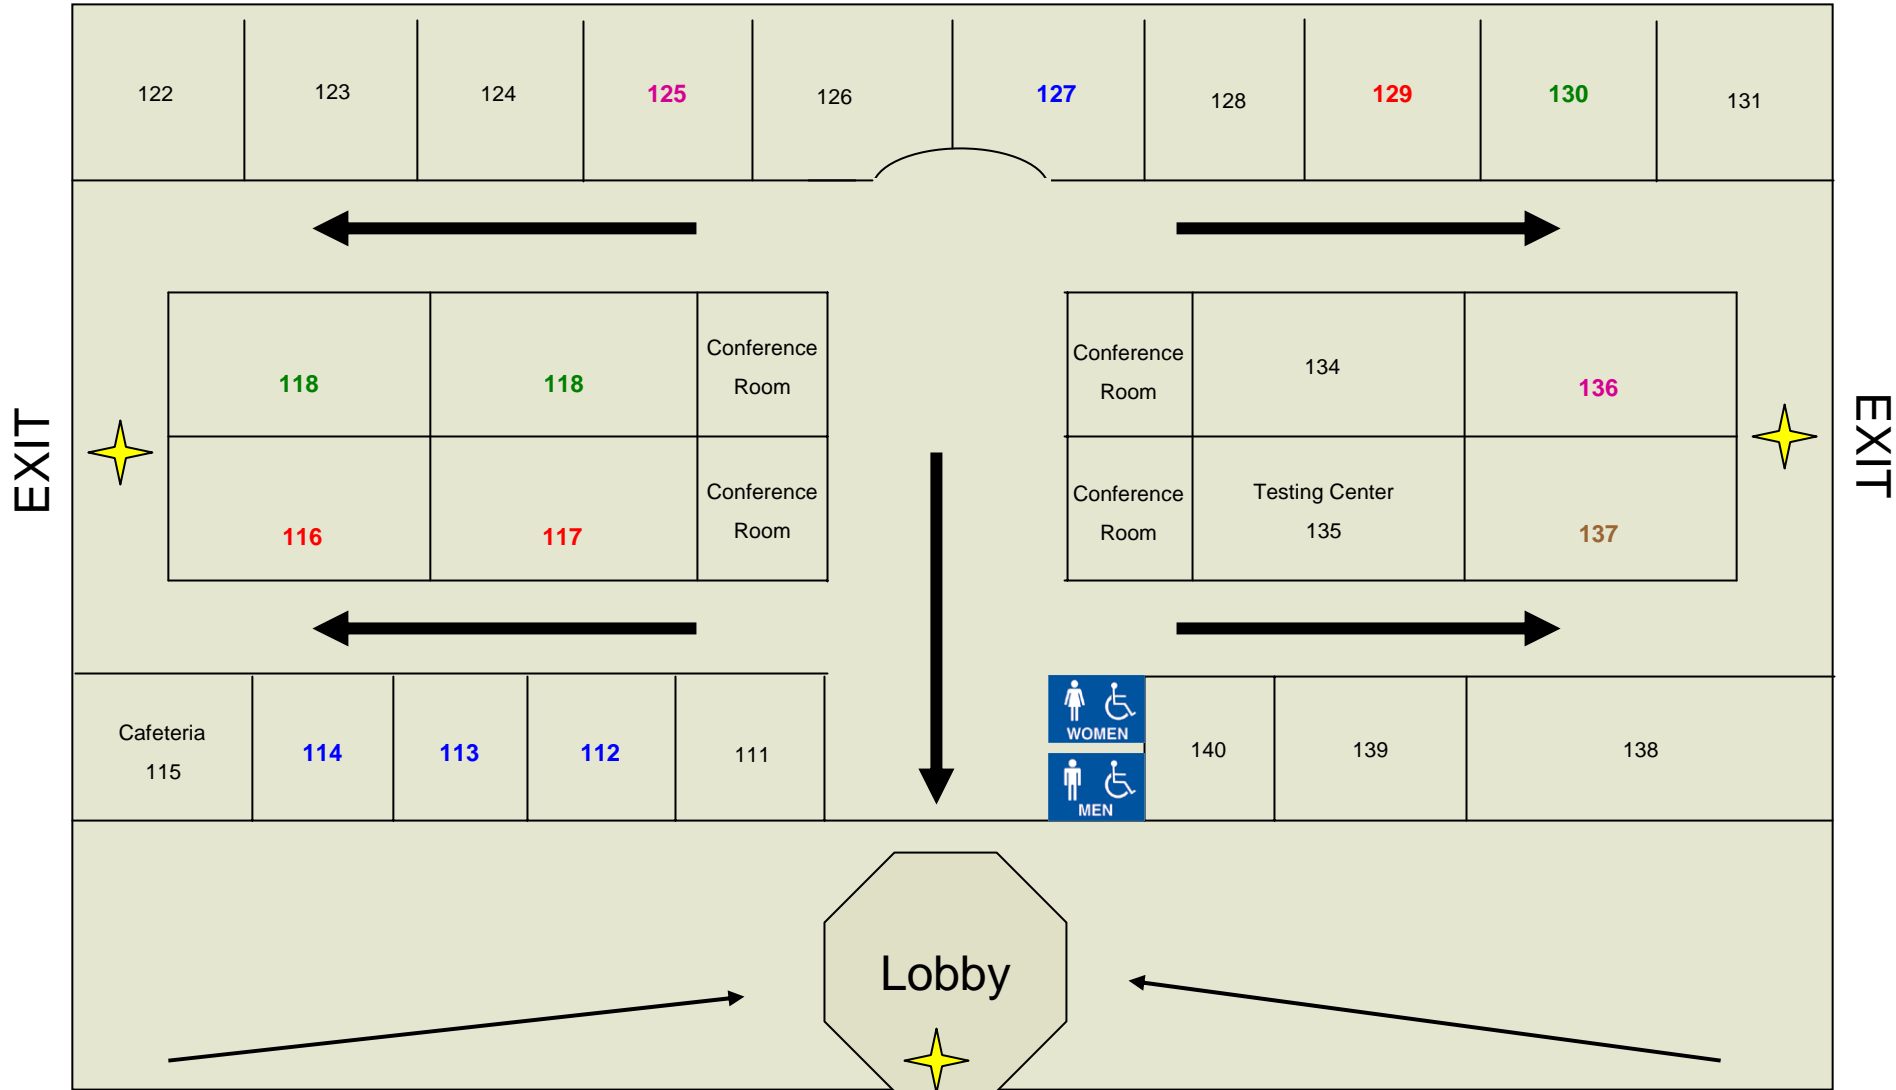 122
123
124
125
126
127
128
129
130
131
118
118
Conference
Room
Conference
Room
134
136
EXIT
EXIT
116
117
Conference
Room
Conference
Room
Testing Center
135
137
Cafeteria
115
114
113
112
111
WOMEN
MEN
140
139
138
Lobby